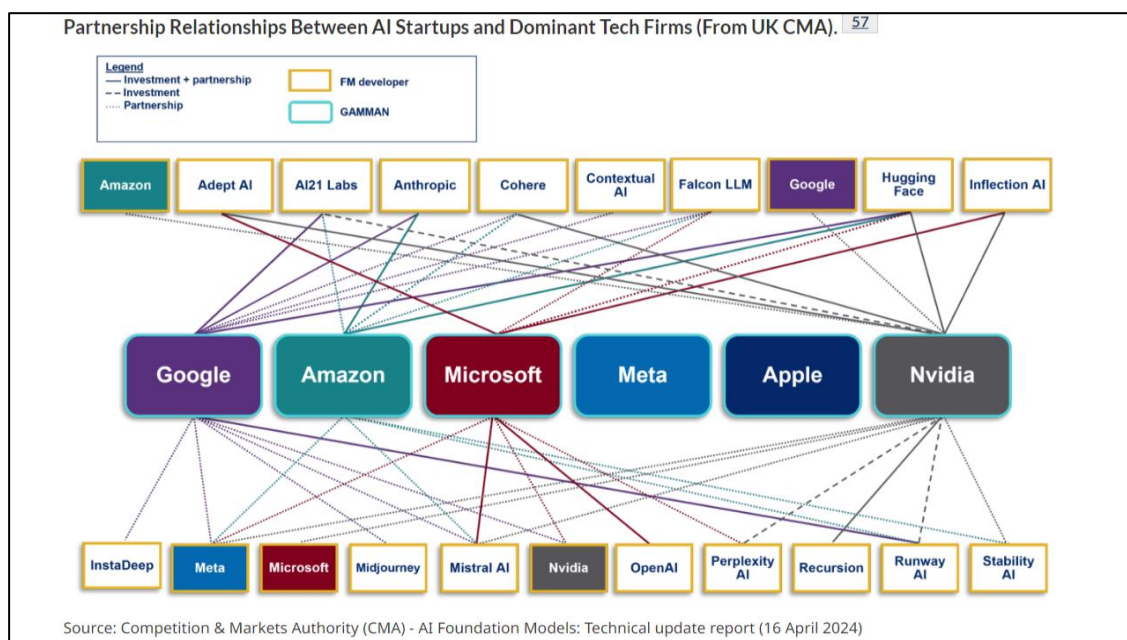 Partnership Relationships Between AI Startups and Dominant Tech Firms (From UK CMA). 57
Legend
Investment + partnership
Investment
Partnership
FM developer
GAMMAN
Amazon
Adept AI
AI21 Labs
Anthropic
Cohere
Contextual
AI
Falcon LLM
Google
Hugging
Face
Inflection AI
Google
Amazon
Microsoft
Meta
Apple
Nvidia
InstaDeep
Meta
Microsoft
Midjourney
Mistral AI
Nvidia
OpenAI
Perplexity
AI
Recursion
Runway
AI
Stability
AI
Source: Competition & Markets Authority (CMA) - AI Foundation Models: Technical update report (16 April 2024)